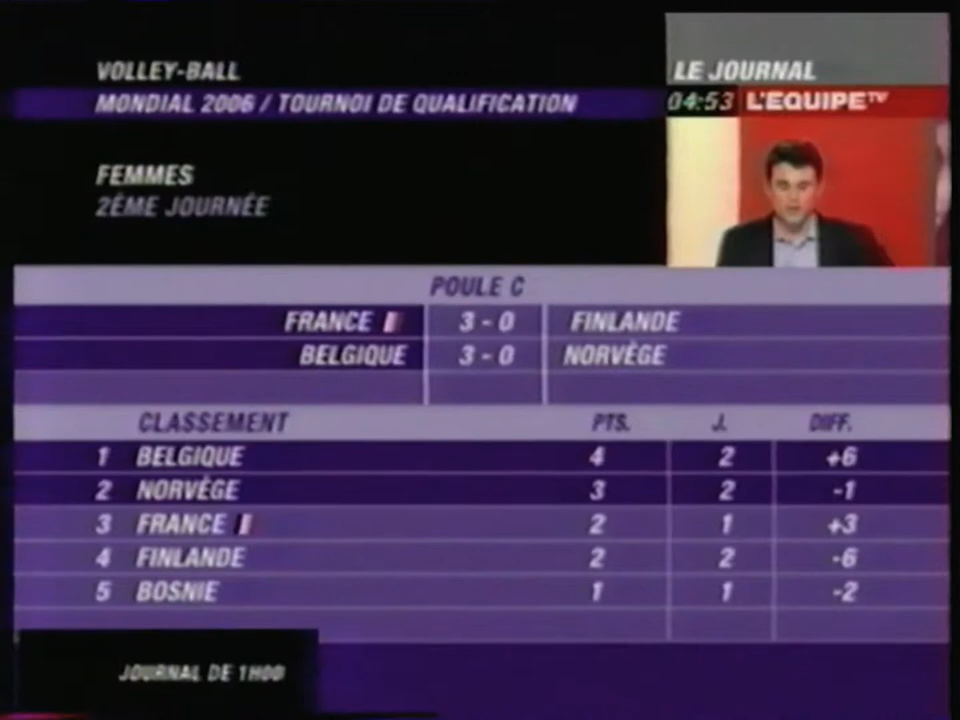 VOLLEY-BALL
LE JOURNAL
MONDIAL 2006 / TOURNOI DE QUALIFICATION
04:53 L'EQUIPE TV
FEMMES
2ÈME JOURNÉE
POULE C
FRANCE 3 - 0 FINLANDE
BELGIQUE 3 - 0 NORVÈGE
CLASSEMENT PTS. J. DIFF.
1 BELGIQUE 4 2 +6
2 NORVÈGE 3 2 -1
3 FRANCE 2 1 +3
4 FINLANDE 2 2 -6
5 BOSNIE 1 1 -2
JOURNAL DE 1H00